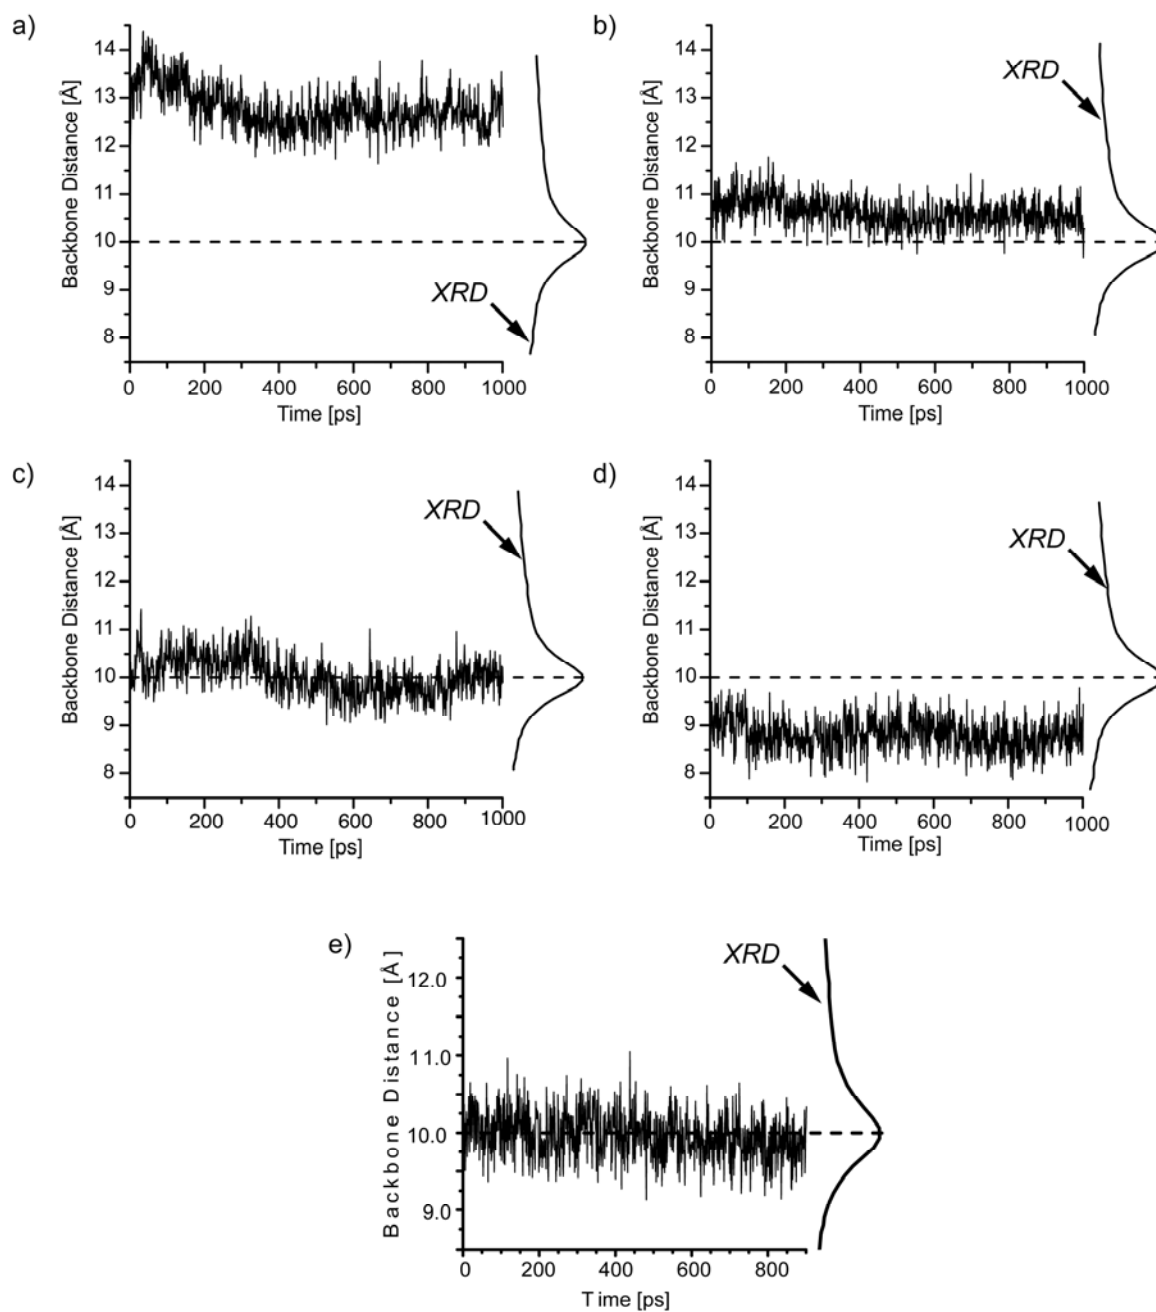 a)
14
13
12
11
10
9
8
Backbone Distance [Å]
XRD
0 200 400 600 800 1000
Time [ps]
b)
14
13
12
11
10
9
8
Backbone Distance [Å]
XRD
0 200 400 600 800 1000
Time [ps]
c)
14
13
12
11
10
9
8
Backbone Distance [Å]
XRD
0 200 400 600 800 1000
Time [ps]
d)
14
13
12
11
10
9
8
Backbone Distance [Å]
XRD
0 200 400 600 800 1000
Time [ps]
e)
12.0
11.0
10.0
9.0
Backbone Distance [Å]
XRD
0 200 400 600 800
Time [ps]